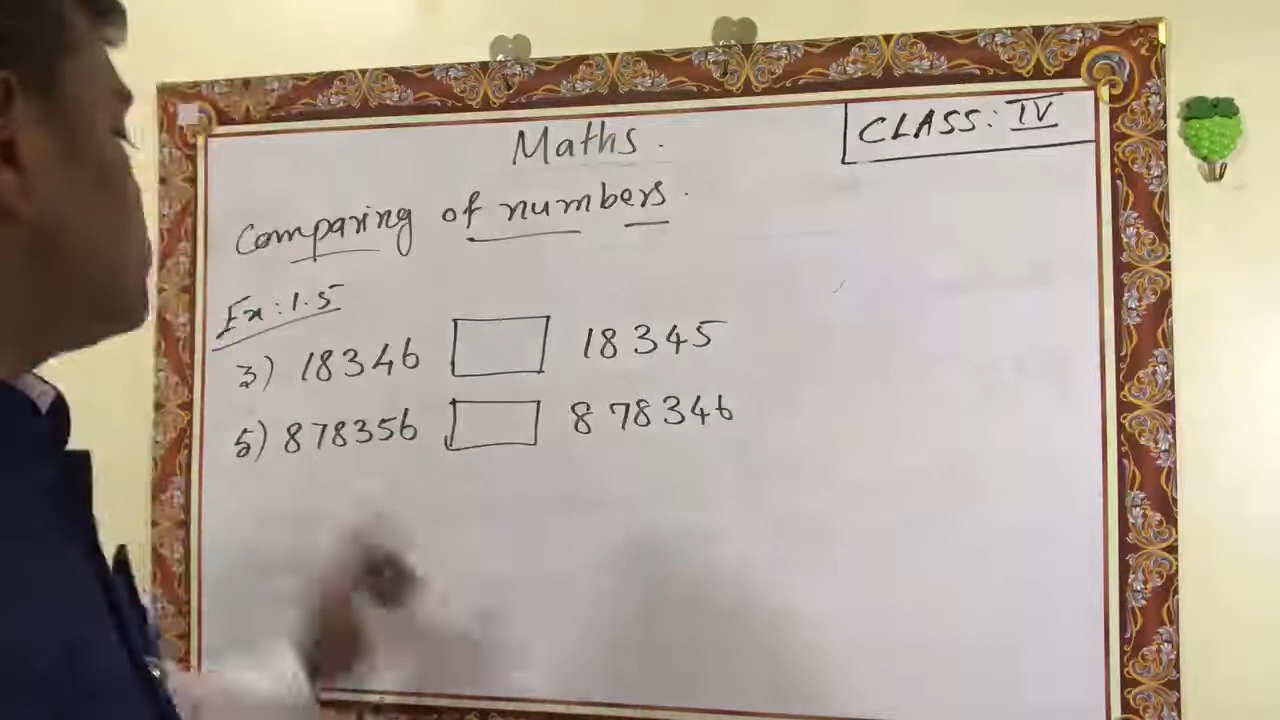 Maths.
CLASS: IV
Comparing of numbers.
Ex: 1.5
3) 18346 18345
5) 878356 878346